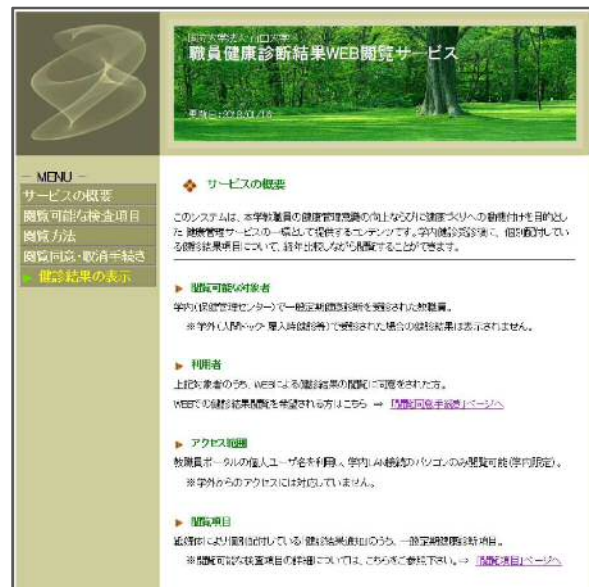 国立大学法人山口大学
職員健康診断結果WEB閲覧サービス
更新日:2018/01/16
－ MENU －
サービスの概要
閲覧可能な検査項目
閲覧方法
閲覧同意・取消手続き
健診結果の表示
サービスの概要
このシステムは、本学教職員の健康管理意識の向上ならびに健康づくりへの動機付けを目的とし
た健康管理サービスの一環として提供するコンテンツです。学内健診受診後に、個別配付してい
る健診結果項目について、経年比較しながら閲覧することができます。
閲覧可能な対象者
学内(保健管理センター)で一般定期健康診断を受診された教職員。
※学外(人間ドック・雇入時健診等)で受診された場合の健診結果は表示されません。
利用者
上記対象者のうち、WEBによる健診結果の閲覧に同意をされた方。
WEBでの健診結果閲覧を希望される方はこちら ⇒ 「閲覧同意手続き」ページへ
アクセス範囲
教職員ポータルの個人ユーザ名を利用し、学内LAN接続のパソコンのみ閲覧可能(学内限定)。
※学外からのアクセスには対応していません。
閲覧項目
紙媒体により個別配付している「健診結果通知」のうち、一般定期健康診断項目。
※閲覧可能な検査項目の詳細については、こちらをご参照下さい。⇒ 「閲覧項目」ページへ